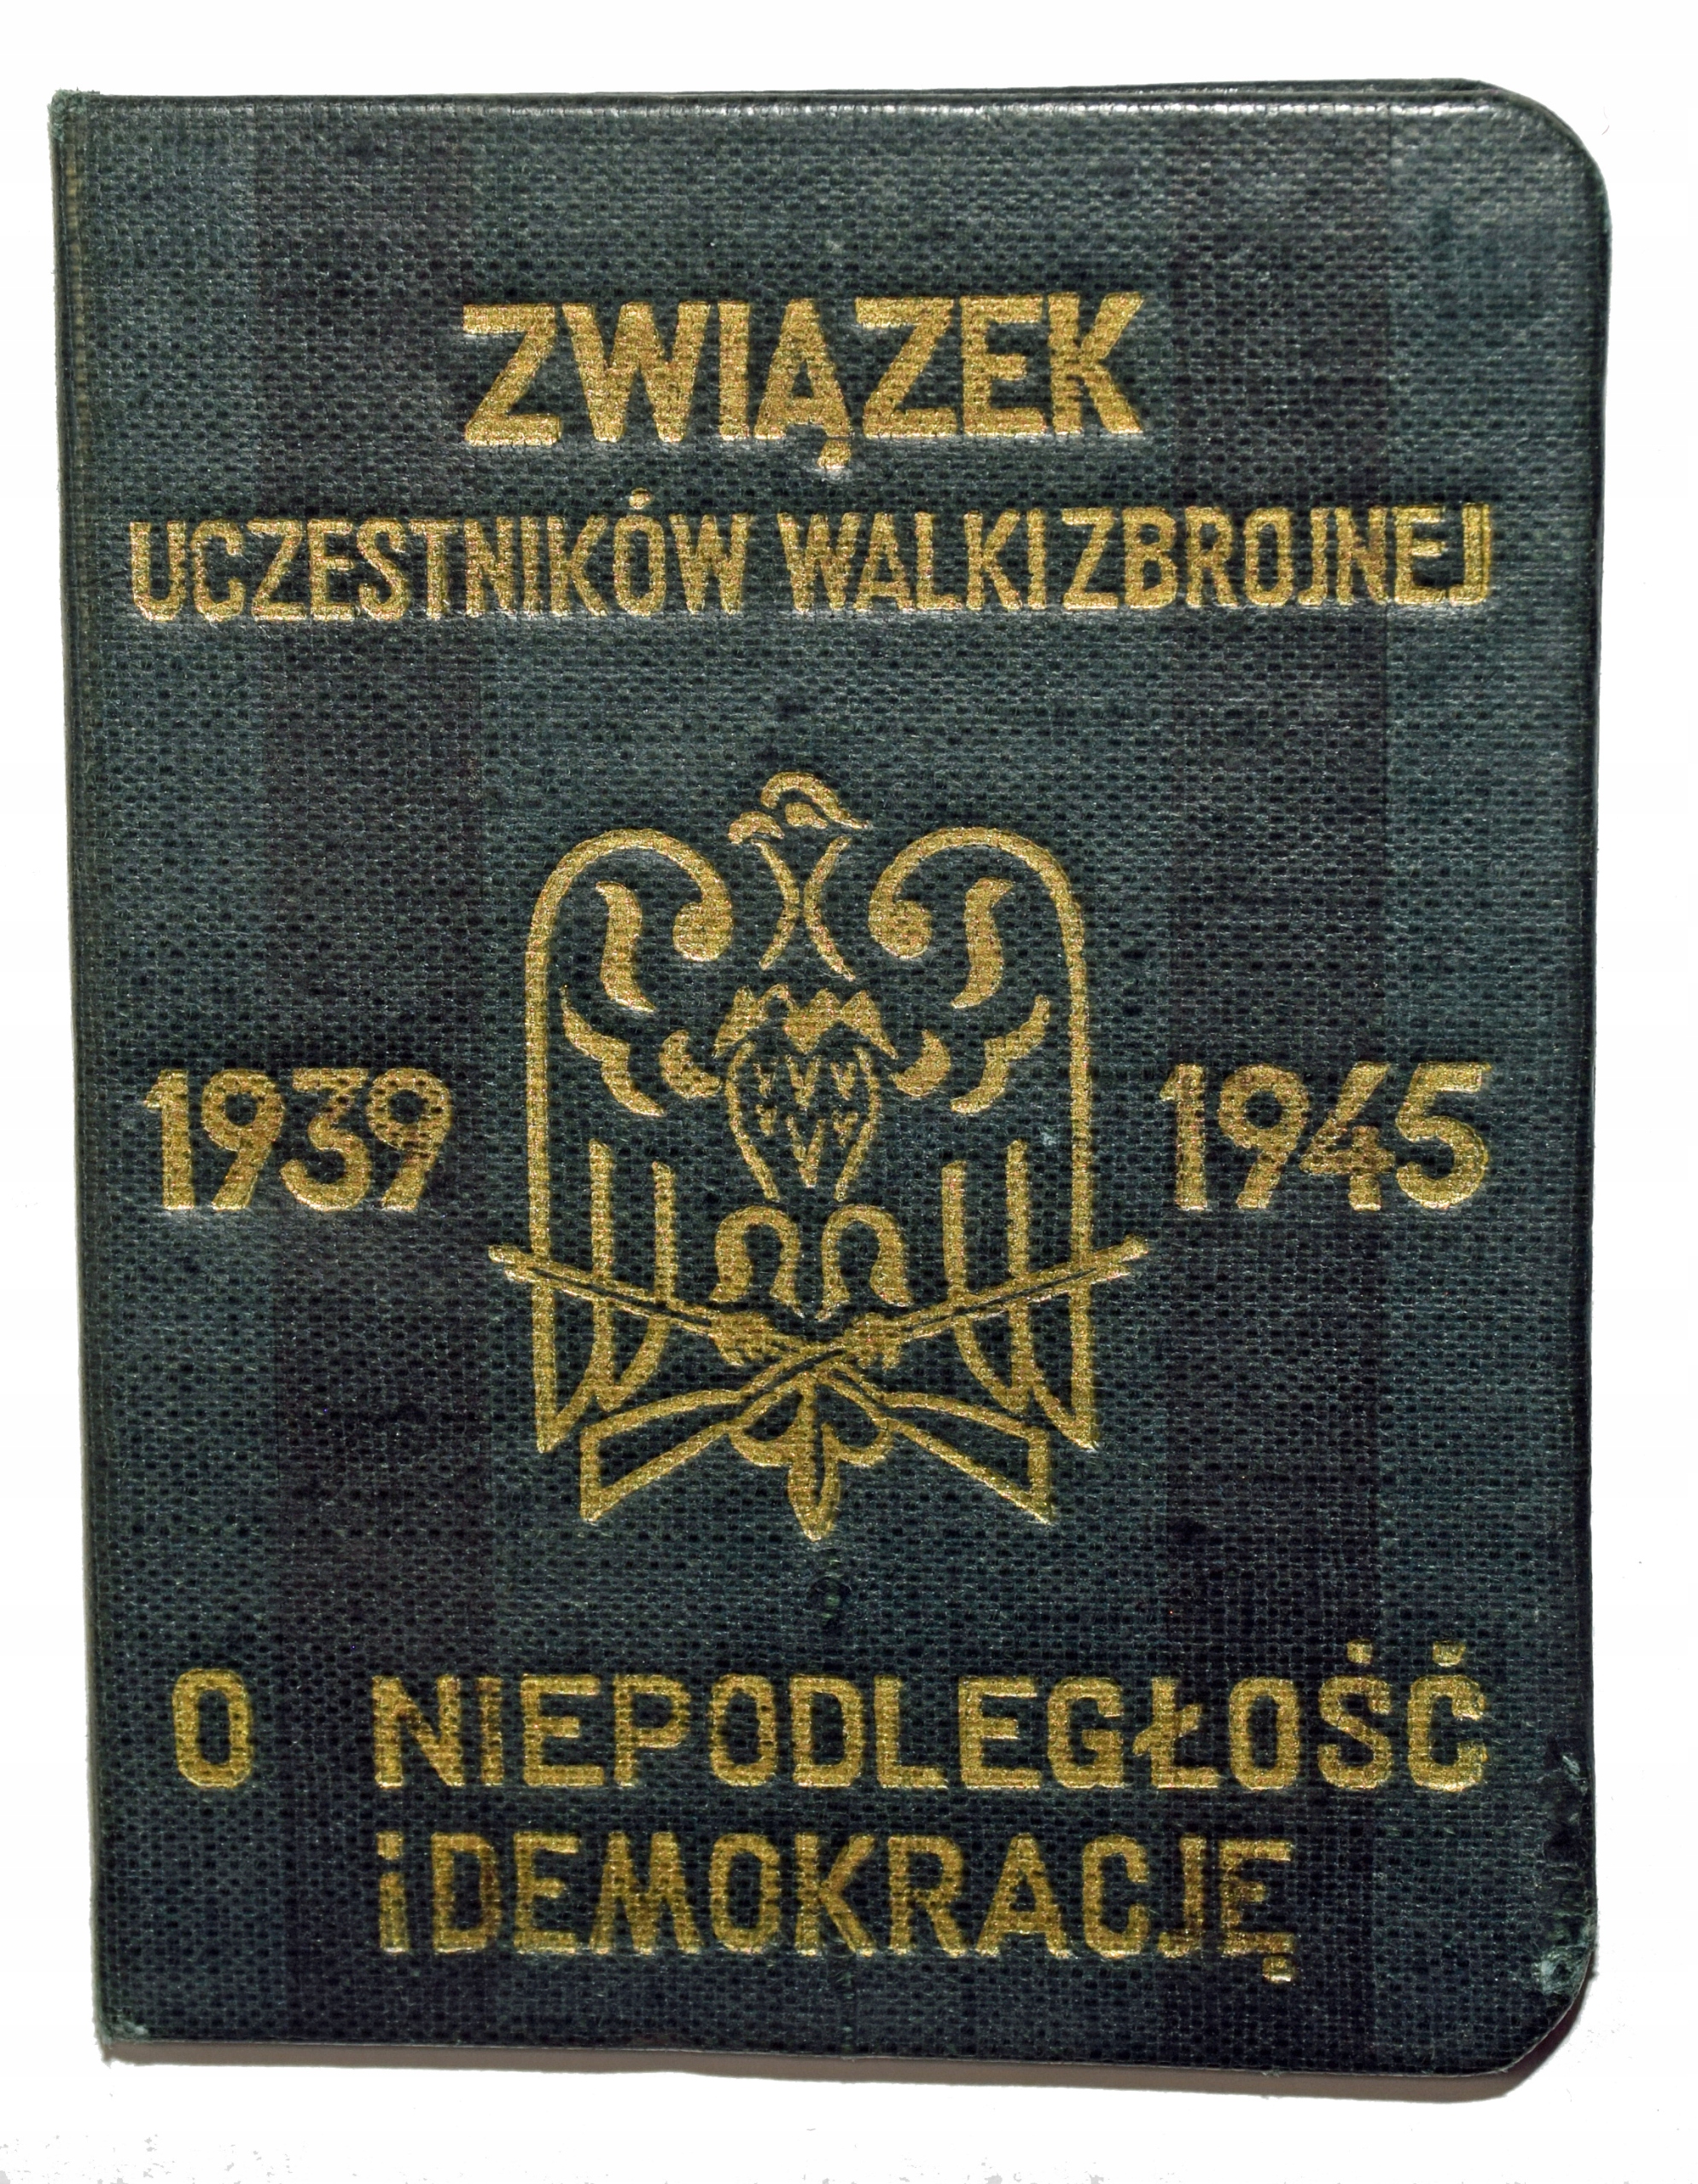 ZWIĄZEK
UCZESTNIKÓW WALKI ZBROJNEJ
1939 1945
O NIEPODLEGŁOŚĆ
i DEMOKRACJĘ